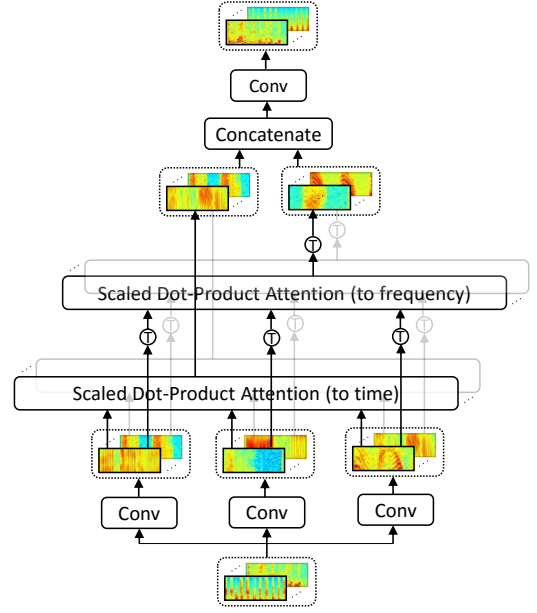 Conv
Concatenate
T
T
Scaled Dot-Product Attention (to frequency)
T
T
T
T
T
T
Scaled Dot-Product Attention (to time)
Conv
Conv
Conv